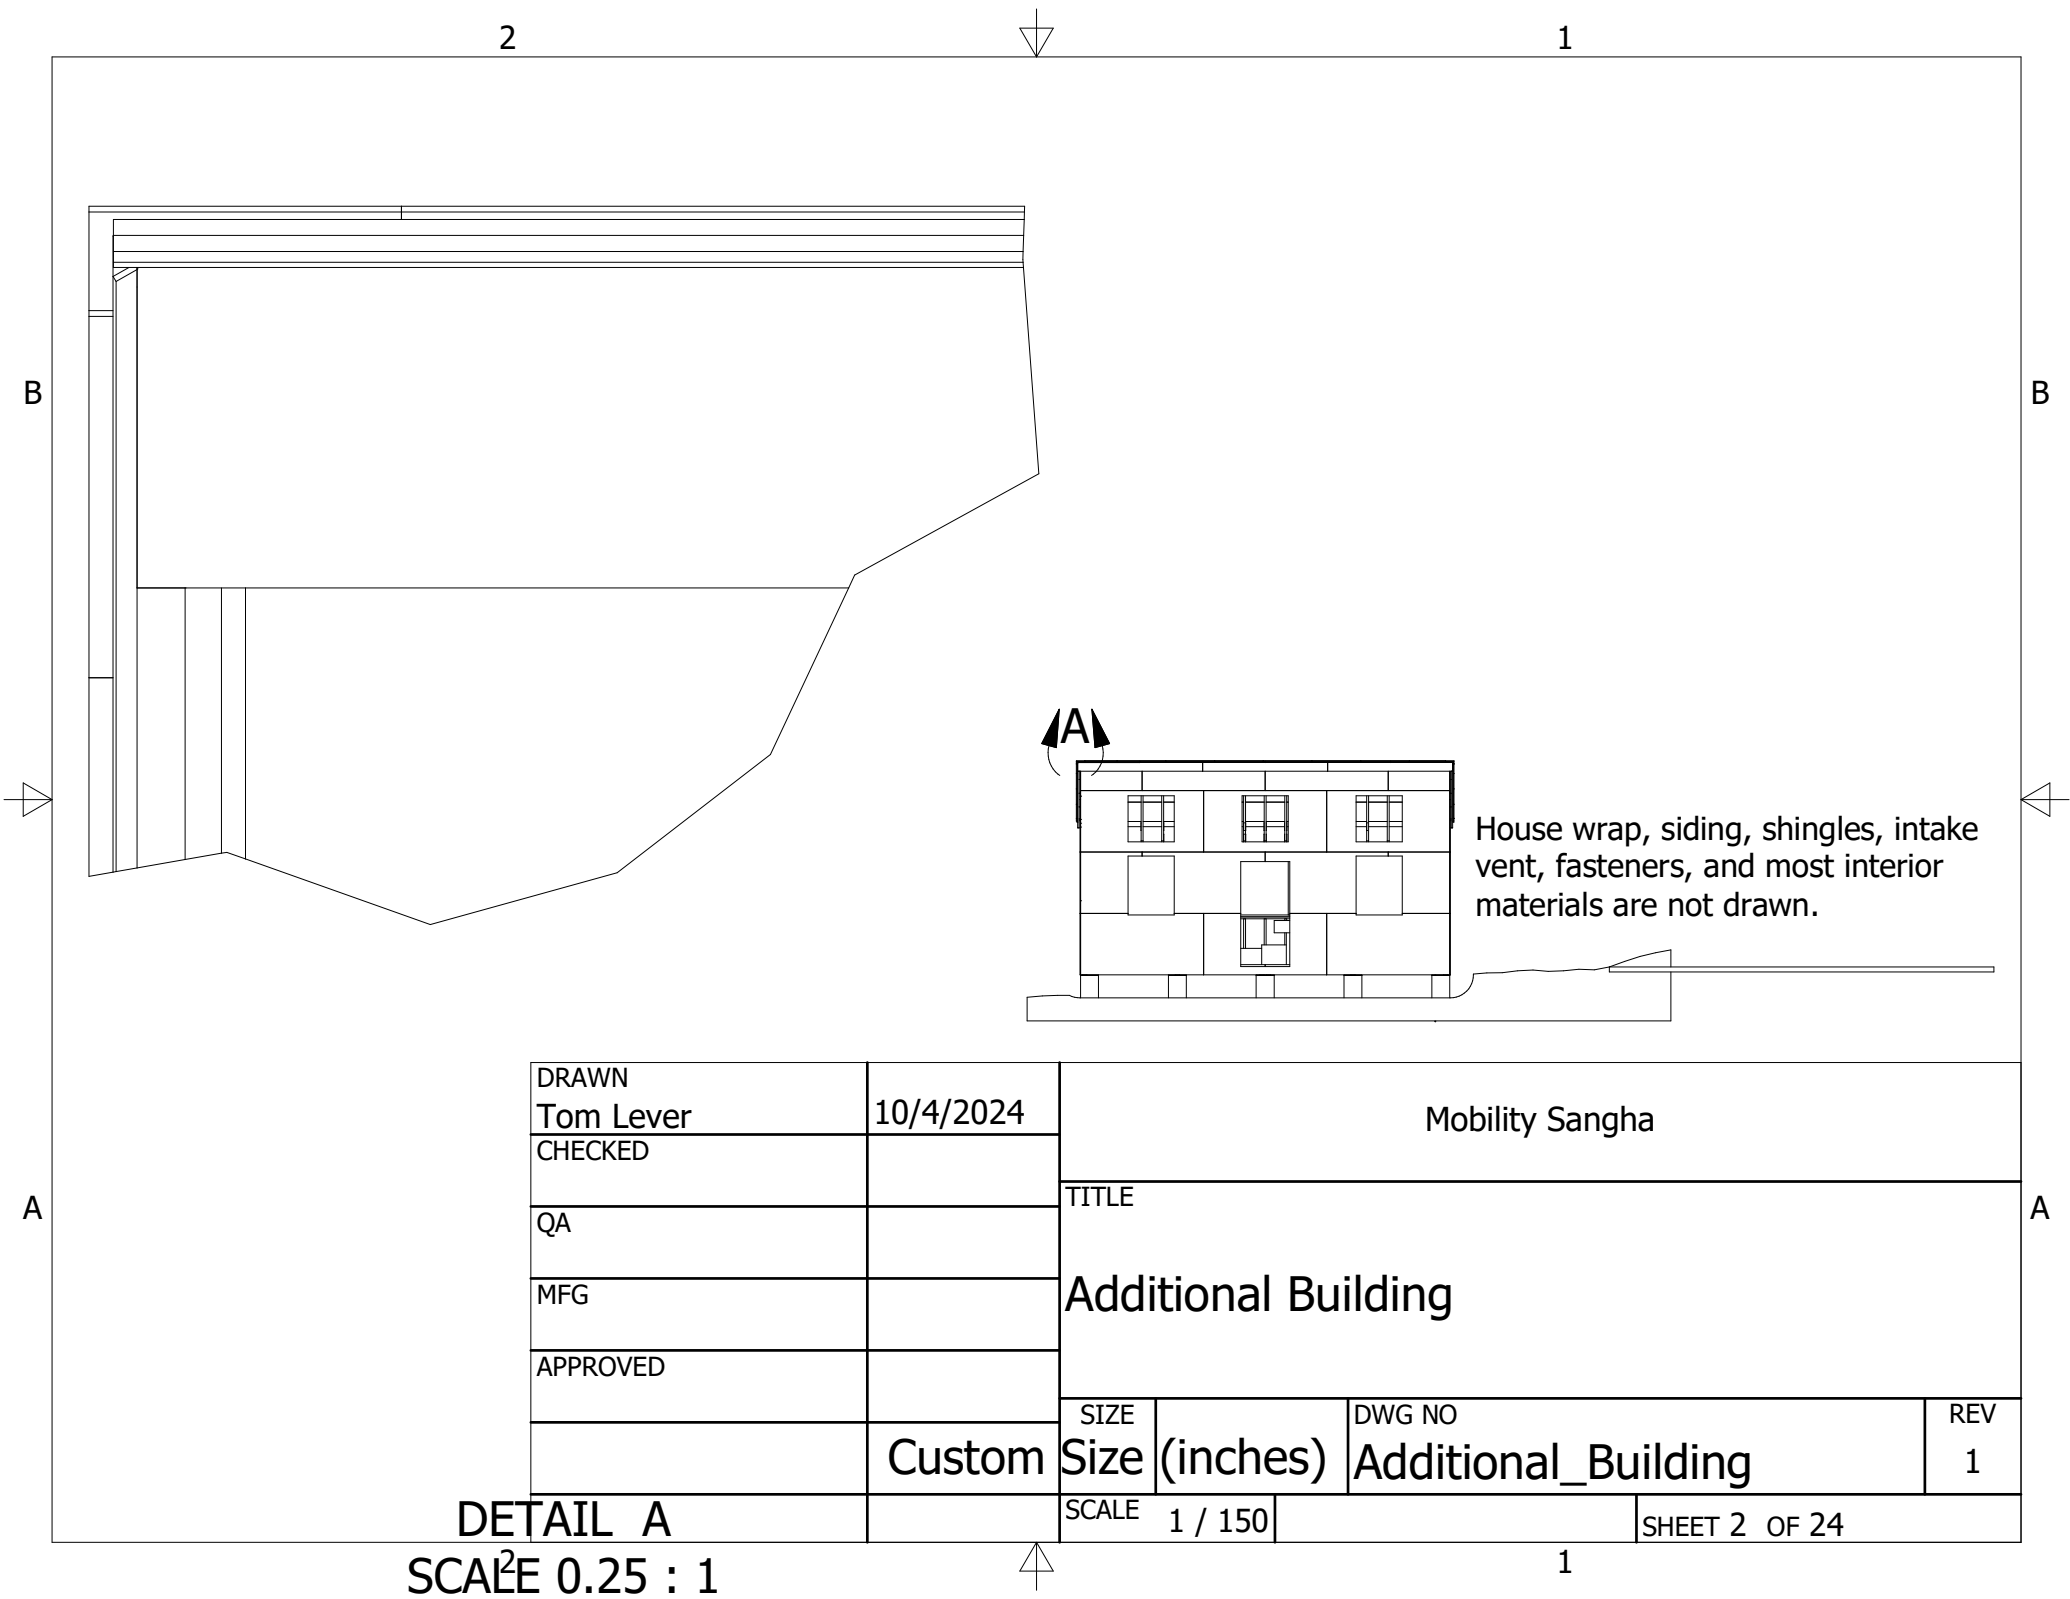 2
1
B
B
A
House wrap, siding, shingles, intake
vent, fasteners, and most interior
materials are not drawn.
DRAWN
Tom Lever
10/4/2024
Mobility Sangha
CHECKED
TITLE
A
A
QA
Additional Building
MFG
APPROVED
SIZE
DWG NO
REV
Custom Size (inches)
Additional_Building
1
DETAIL A
SCALE 1 / 150
SHEET 2 OF 24
2
1
SCALE 0.25 : 1